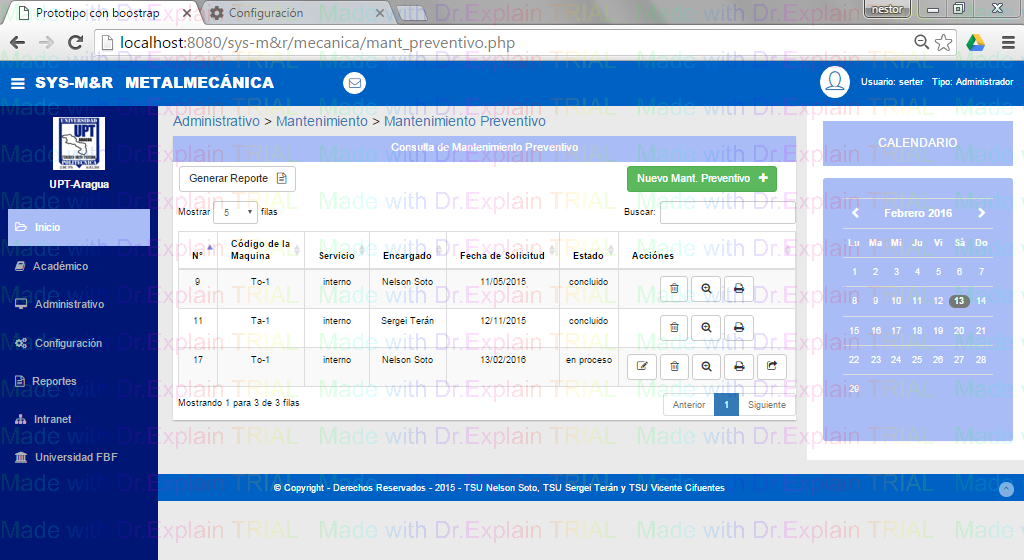 Prototipo con boostrap
Configuración
nestor
localhost:8080/sys-m&r/mecanica/mant_preventivo.php
SYS-M&R METALMECÁNICA
Usuario: serter Tipo: Administrador
UNIVERSIDAD
UPT
ARAGUA
POLITECNICA
UPT-Aragua
Inicio
Académico
Administrativo
Configuración
Reportes
Intranet
Universidad FBF
Administrativo > Mantenimiento > Mantenimiento Preventivo
Consulta de Mantenimiento Preventivo
Generar Reporte
Nuevo Mant. Preventivo
Mostrar 5 filas
Buscar:
N° Código de la Maquina Servicio Encargado Fecha de Solicitud Estado Acciónes
9 To-1 interno Nelson Soto 11/05/2015 concluido
11 Ta-1 interno Sergei Terán 12/11/2015 concluido
17 To-1 interno Nelson Soto 13/02/2016 en proceso
Mostrando 1 para 3 de 3 filas
Anterior 1 Siguiente
CALENDARIO
Febrero 2016
Lu Ma Mi Ju Vi Sá Do
1 2 3 4 5 6 7
8 9 10 11 12 13 14
15 16 17 18 19 20 21
22 23 24 25 26 27 28
29
© Copyright - Derechos Reservados - 2015 - TSU Nelson Soto, TSU Sergei Terán y TSU Vicente Cifuentes
Made with Dr.Explain TRIAL